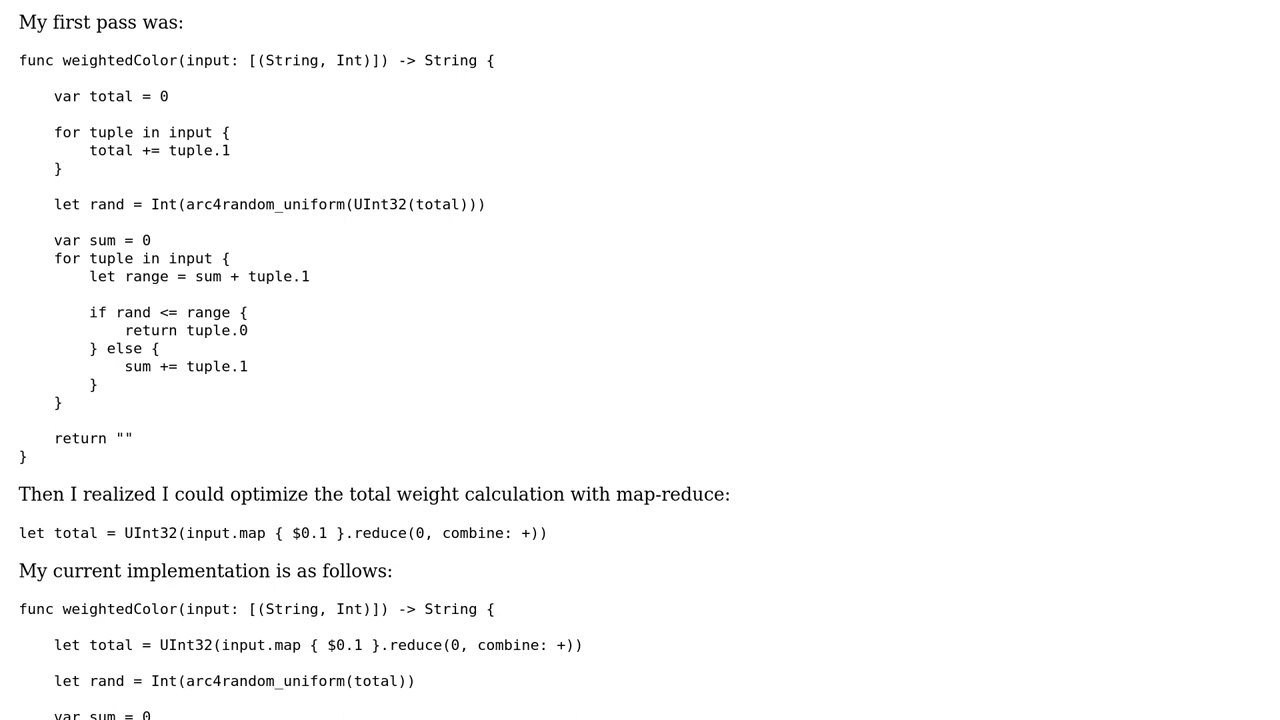 My first pass was:
func weightedColor(input: [(String, Int)]) -> String {
    var total = 0
    for tuple in input {
        total += tuple.1
    }
    let rand = Int(arc4random_uniform(UInt32(total)))
    var sum = 0
    for tuple in input {
        let range = sum + tuple.1
        if rand <= range {
            return tuple.0
        } else {
            sum += tuple.1
        }
    }
    return ""
}
Then I realized I could optimize the total weight calculation with map-reduce:
let total = UInt32(input.map { $0.1 }.reduce(0, combine: +))
My current implementation is as follows:
func weightedColor(input: [(String, Int)]) -> String {
    let total = UInt32(input.map { $0.1 }.reduce(0, combine: +))
    let rand = Int(arc4random_uniform(total))
    var sum = 0